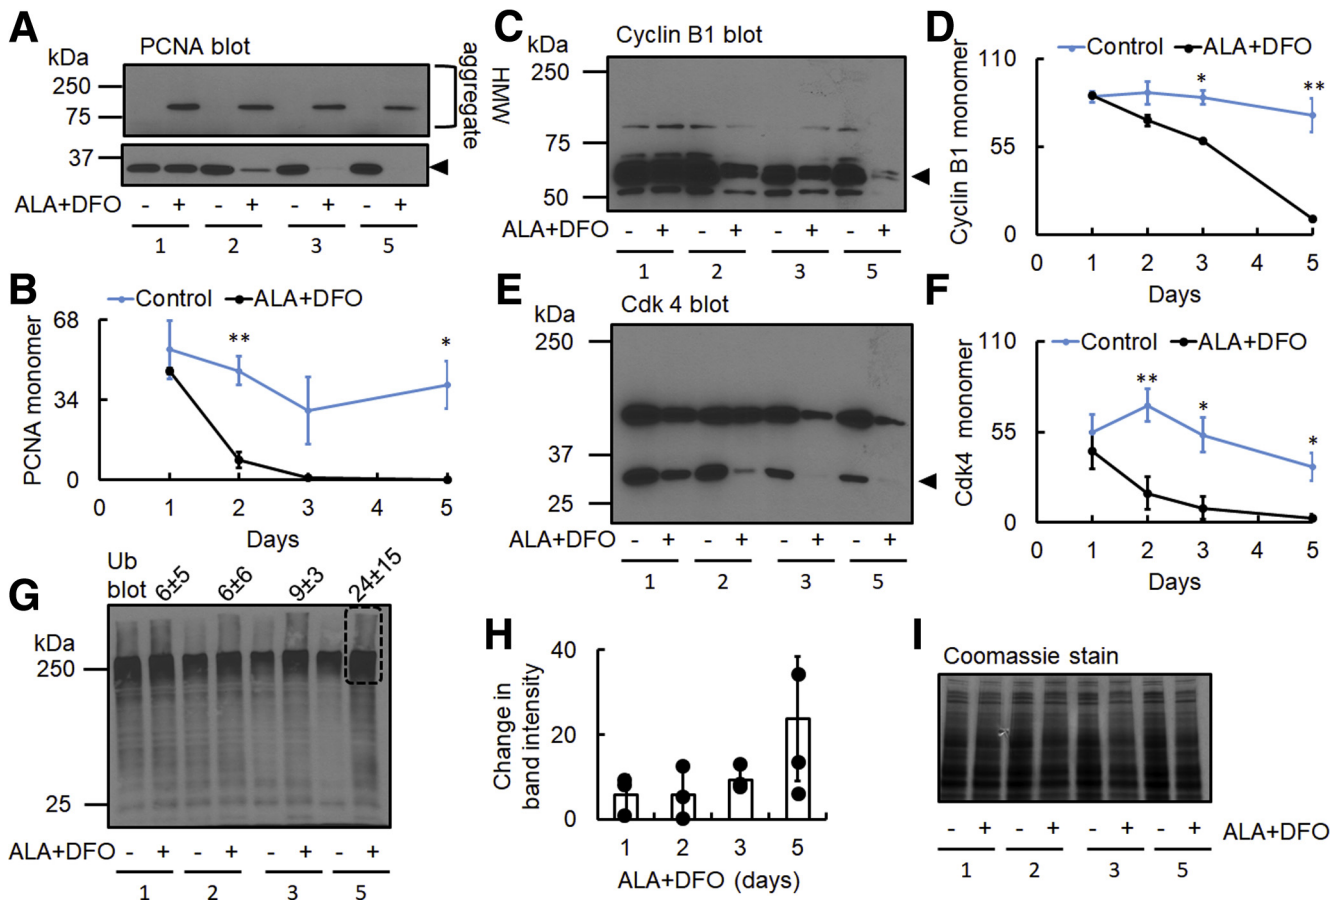 A
PCNA blot
kDa
250
75
37
HMW
aggregate
ALA+DFO - + - + - + - +
1 2 3 5
B
Control ALA+DFO
PCNA monomer
68
34
0
** *
0 1 2 3 4 5
Days
C
Cyclin B1 blot
kDa
250
75
50
ALA+DFO - + - + - + - +
1 2 3 5
D
Control ALA+DFO
Cyclin B1 monomer
110
55
0
* **
0 1 2 3 4 5
Days
E
Cdk 4 blot
kDa
250
37
25
ALA+DFO - + - + - + - +
1 2 3 5
F
Control ALA+DFO
Cdk4 monomer
110
55
0
** * *
0 1 2 3 4 5
Days
G
Ub
blot 6±5 6±6 9±3 24±15
kDa
250
25
ALA+DFO - + - + - + - +
1 2 3 5
H
Change in
band intensity
40
20
0
1 2 3 5
ALA+DFO (days)
I
Coomassie stain
- + - + - + - + ALA+DFO
1 2 3 5